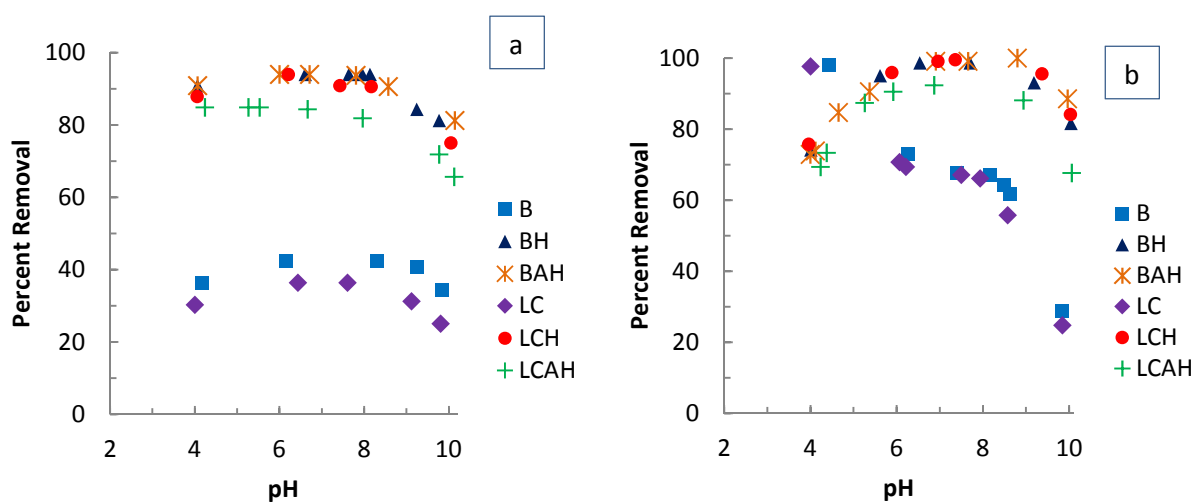 a
100
80
60
40
20
0
Percent Removal
2 4 6 8 10
pH
B
BH
BAH
LC
LCH
LCAH
b
100
80
60
40
20
0
Percent Removal
2 4 6 8 10
pH
B
BH
BAH
LC
LCH
LCAH